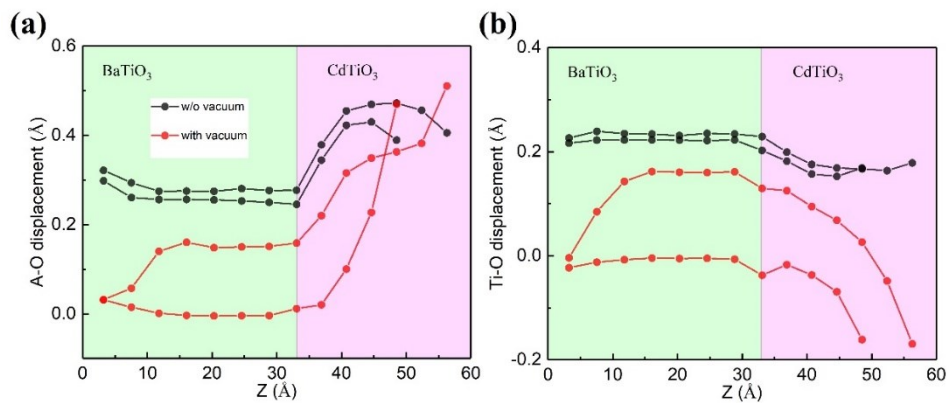 (a)
0.6
0.4
0.2
0.0
A-O displacement (Å)
BaTiO₃
CdTiO₃
w/o vacuum
with vacuum
0 10 20 30 40 50 60
Z (Å)
(b)
0.4
0.2
0.0
-0.2
Ti-O displacement (Å)
BaTiO₃
CdTiO₃
0 10 20 30 40 50 60
Z (Å)